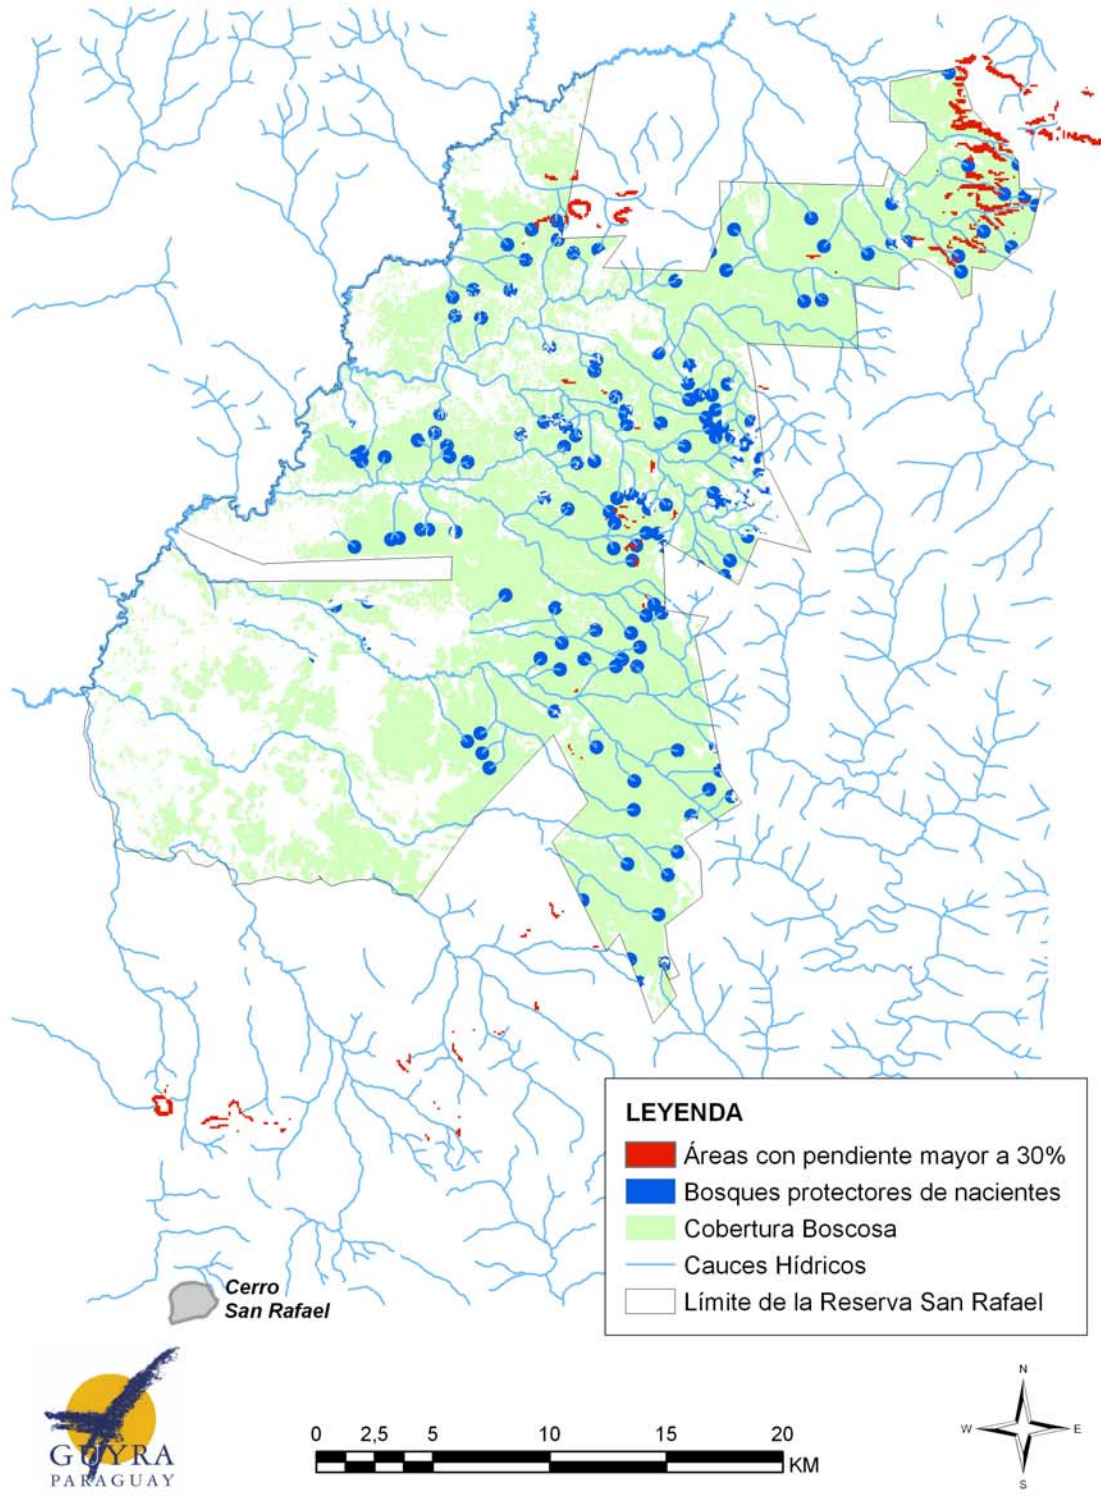 LEYENDA
Áreas con pendiente mayor a 30%
Bosques protectores de nacientes
Cobertura Boscosa
Cauces Hídricos
Límite de la Reserva San Rafael
Cerro
San Rafael
GUYRA
PARAGUAY
0 2,5 5 10 15 20
KM
N
W E
S